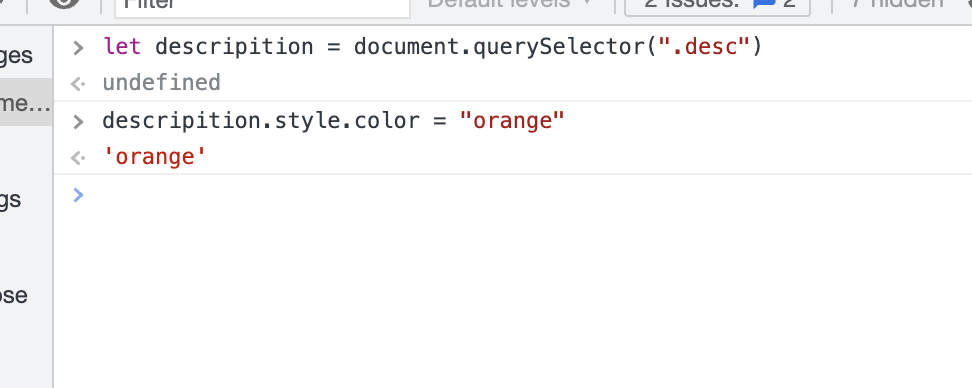 Filter
Default levels
2 Issues: 2
7 hidden
ges
let descripition = document.querySelector(".desc")
undefined
me...
descripition.style.color = "orange"
'orange'
gs
ose